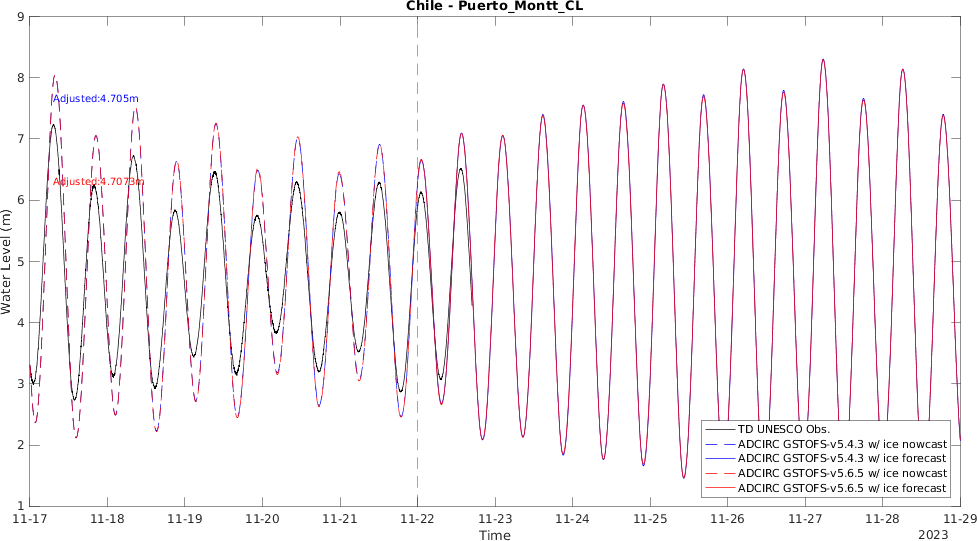 Chile - Puerto_Montt_CL
9
8
7
6
5
4
3
2
1
Water Level (m)
Adjusted:4.705m
Adjusted:4.7073m
TD UNESCO Obs.
ADCIRC GSTOFS-v5.4.3 w/ ice nowcast
ADCIRC GSTOFS-v5.4.3 w/ ice forecast
ADCIRC GSTOFS-v5.6.5 w/ ice nowcast
ADCIRC GSTOFS-v5.6.5 w/ ice forecast
11-17 11-18 11-19 11-20 11-21 11-22 11-23 11-24 11-25 11-26 11-27 11-28 11-29
Time
2023